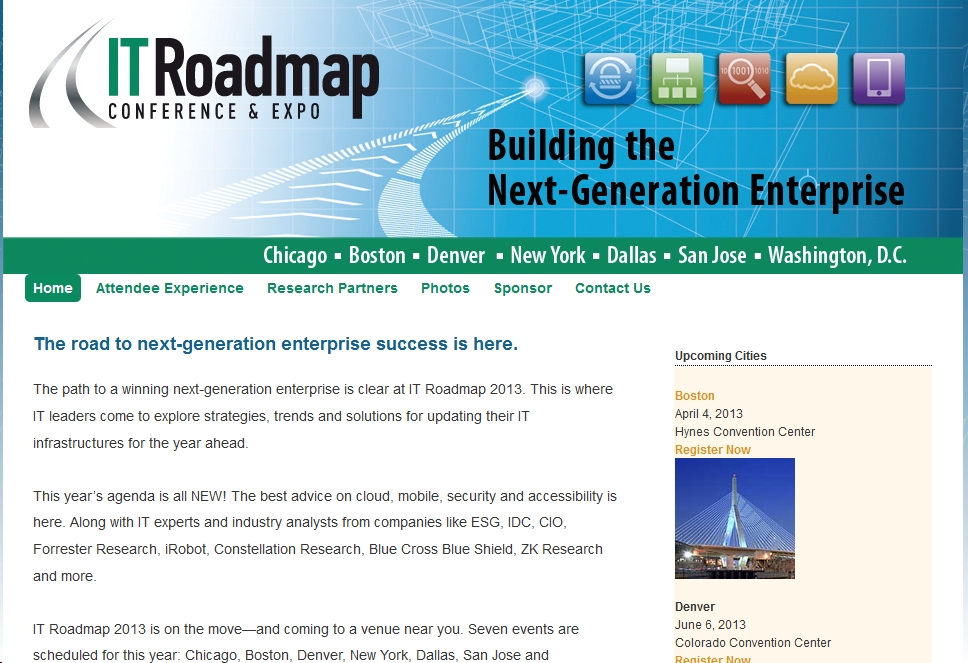 IT Roadmap
CONFERENCE & EXPO
10 1001 1010
Building the
Next-Generation Enterprise
Chicago ▪ Boston ▪ Denver ▪ New York ▪ Dallas ▪ San Jose ▪ Washington, D.C.
Home Attendee Experience Research Partners Photos Sponsor Contact Us
The road to next-generation enterprise success is here.
The path to a winning next-generation enterprise is clear at IT Roadmap 2013. This is where
IT leaders come to explore strategies, trends and solutions for updating their IT
infrastructures for the year ahead.
This year’s agenda is all NEW! The best advice on cloud, mobile, security and accessibility is
here. Along with IT experts and industry analysts from companies like ESG, IDC, CIO,
Forrester Research, iRobot, Constellation Research, Blue Cross Blue Shield, ZK Research
and more.
IT Roadmap 2013 is on the move—and coming to a venue near you. Seven events are
scheduled for this year: Chicago, Boston, Denver, New York, Dallas, San Jose and
Upcoming Cities
Boston
April 4, 2013
Hynes Convention Center
Register Now
Denver
June 6, 2013
Colorado Convention Center
Register Now